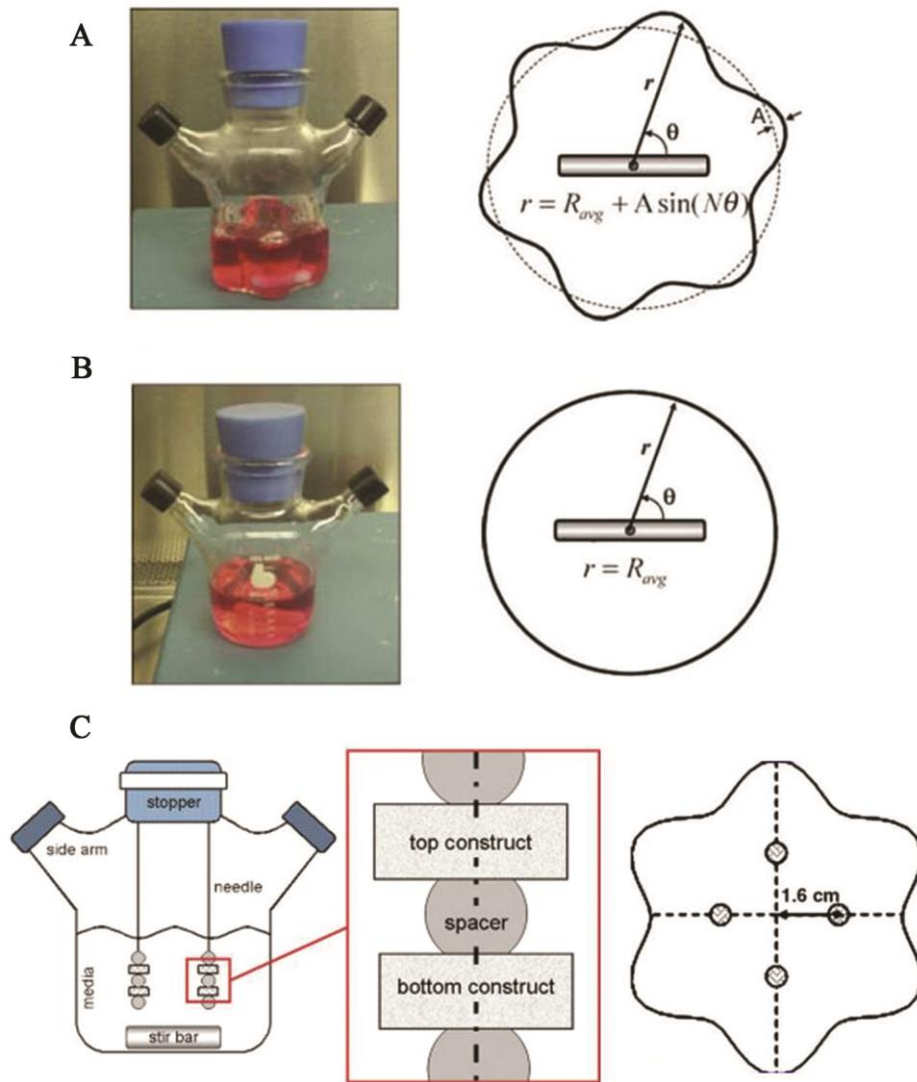 A
r
A
θ
r = R_avg + A sin(Nθ)
B
r
θ
r = R_avg
C
stopper
side arm
needle
media
stir bar
top construct
spacer
bottom construct
1.6 cm